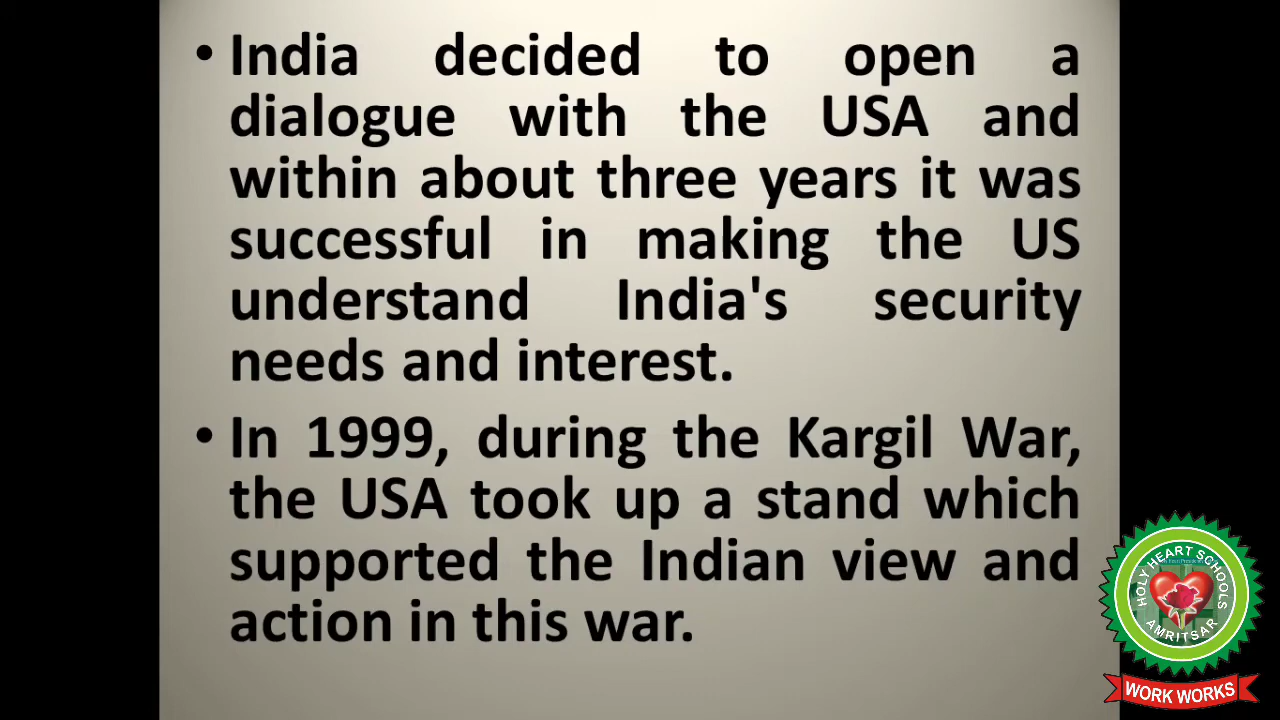 • India decided to open a
dialogue with the USA and
within about three years it was
successful in making the US
understand India's security
needs and interest.
• In 1999, during the Kargil War,
the USA took up a stand which
supported the Indian view and
action in this war.
HOLY HEART SCHOOLS
AMRITSAR
WORK WORKS